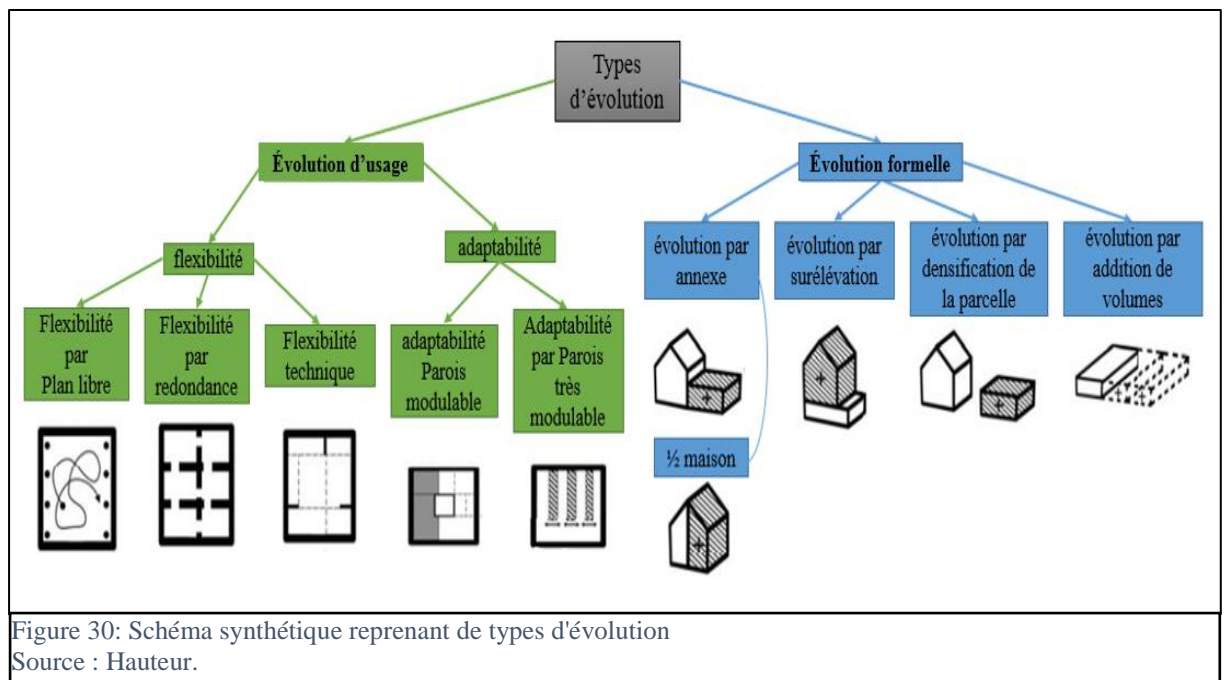 Types
d'évolution
Évolution d'usage
Évolution formelle
flexibilité
adaptabilité
Flexibilité
par
Plan libre
Flexibilité
par
redondance
Flexibilité
technique
adaptabilité
Parois
modulable
Adaptabilité
par Parois
très
modulable
évolution par
annexe
évolution par
surélévation
évolution par
densification de
la parcelle
évolution par
addition de
volumes
½ maison
Figure 30: Schéma synthétique reprenant de types d'évolution
Source : Hauteur.